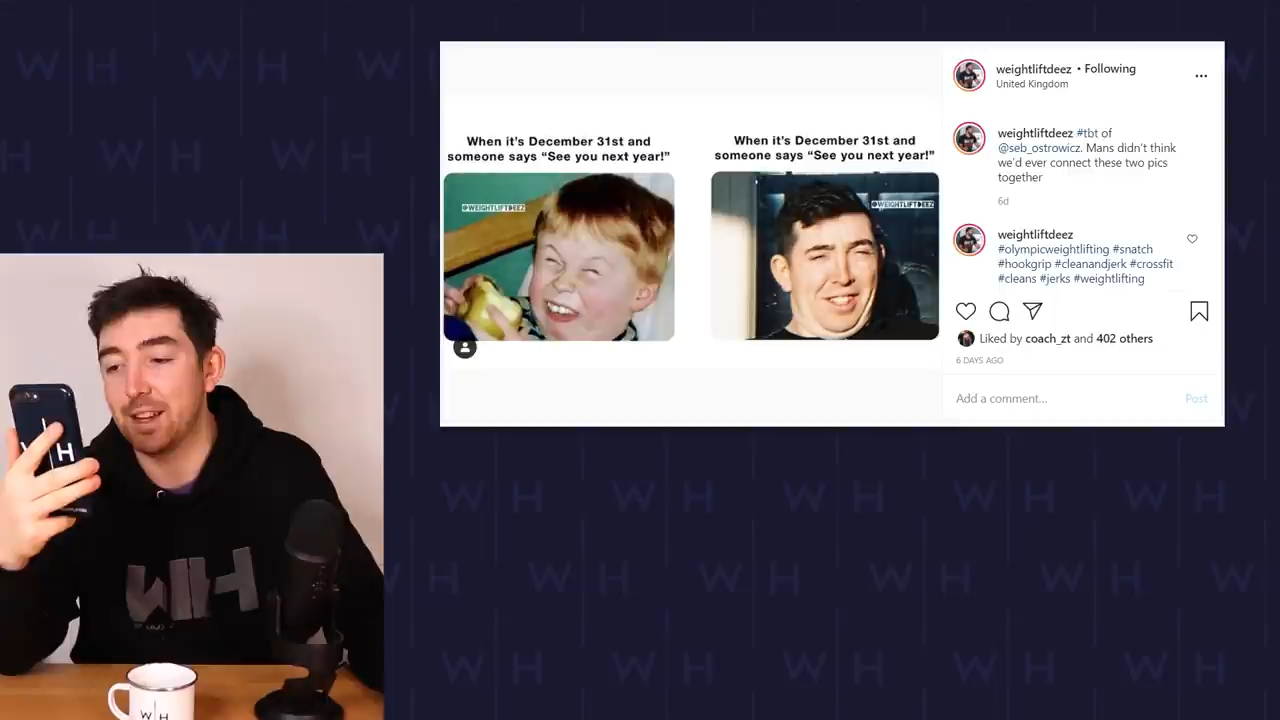 weightliftdeez • Following
United Kingdom
When it's December 31st and
someone says “See you next year!”
@WEIGHTLIFTDEEZ
When it's December 31st and
someone says “See you next year!”
@WEIGHTLIFTDEEZ
weightliftdeez #tbt of
@seb_ostrowicz. Mans didn't think
we'd ever connect these two pics
together
6d
weightliftdeez
#olympicweightlifting #snatch
#hookgrip #cleanandjerk #crossfit
#cleans #jerks #weightlifting
Liked by coach_zt and 402 others
6 DAYS AGO
Add a comment...
Post
WH
WH
WH